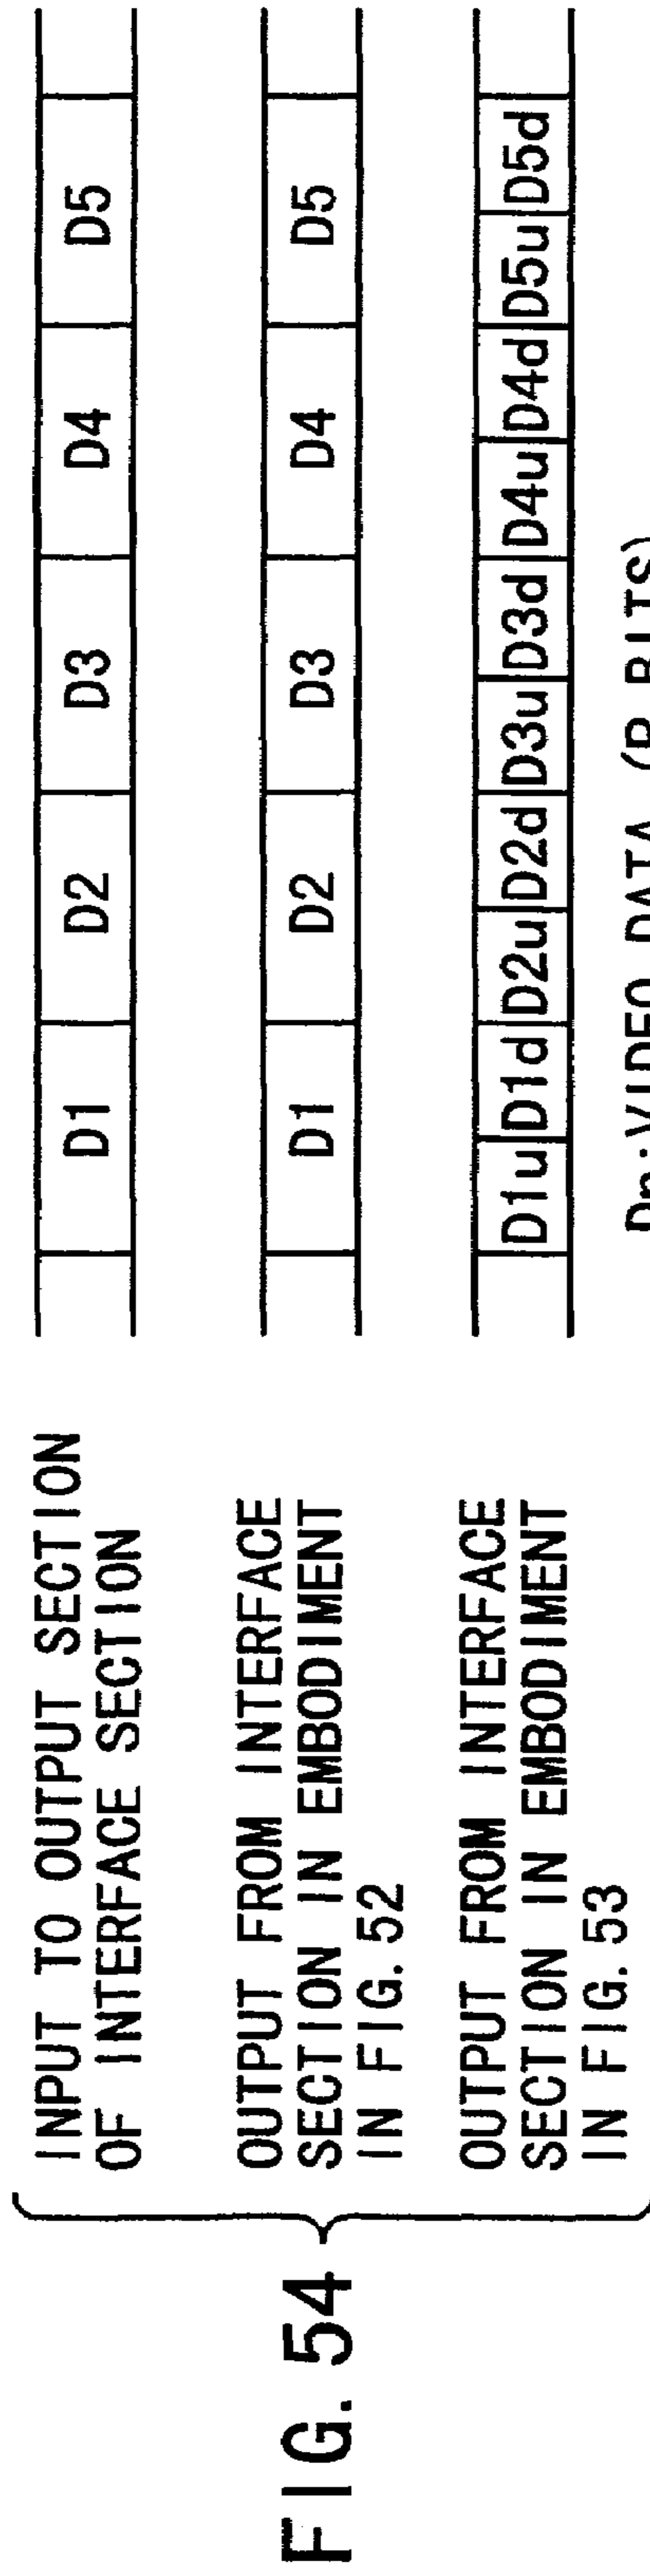 FIG. 54
INPUT TO OUTPUT SECTION
OF INTERFACE SECTION
D1 D2 D3 D4 D5
OUTPUT FROM INTERFACE
SECTION IN EMBODIMENT
IN FIG. 52
D1 D2 D3 D4 D5
OUTPUT FROM INTERFACE
SECTION IN EMBODIMENT
IN FIG. 53
D1u D1d D2u D2d D3u D3d D4u D4d D5u D5d
Dn:VIDEO DATA